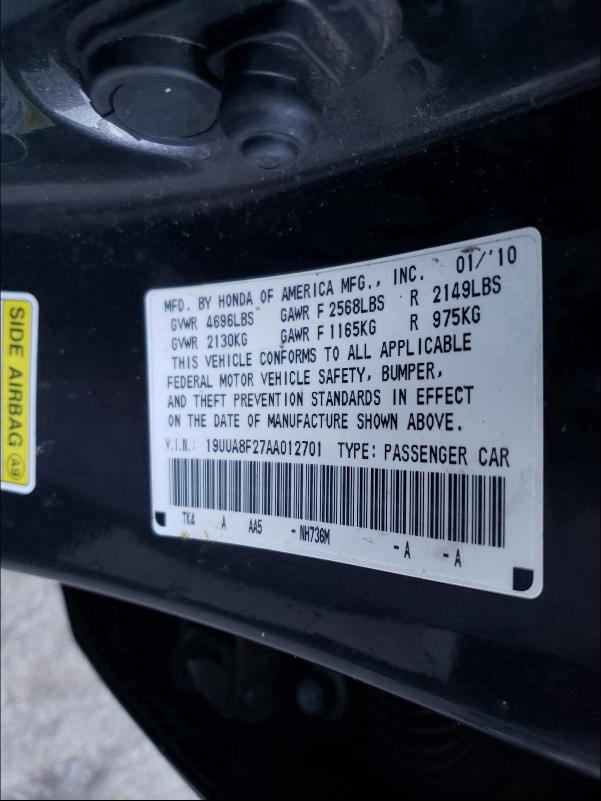 MFD. BY HONDA OF AMERICA MFG., INC. 01/'10
GVWR 4696LBS GAWR F 2568LBS R 2149LBS
GVWR 2130KG GAWR F 1165KG R 975KG
THIS VEHICLE CONFORMS TO ALL APPLICABLE
FEDERAL MOTOR VEHICLE SAFETY, BUMPER,
AND THEFT PREVENTION STANDARDS IN EFFECT
ON THE DATE OF MANUFACTURE SHOWN ABOVE.
V.I.N.: 19UUA8F27AA012701 TYPE: PASSENGER CAR
TK4 A AA5 - NH736M - A - A
SIDE AIRBAG A9